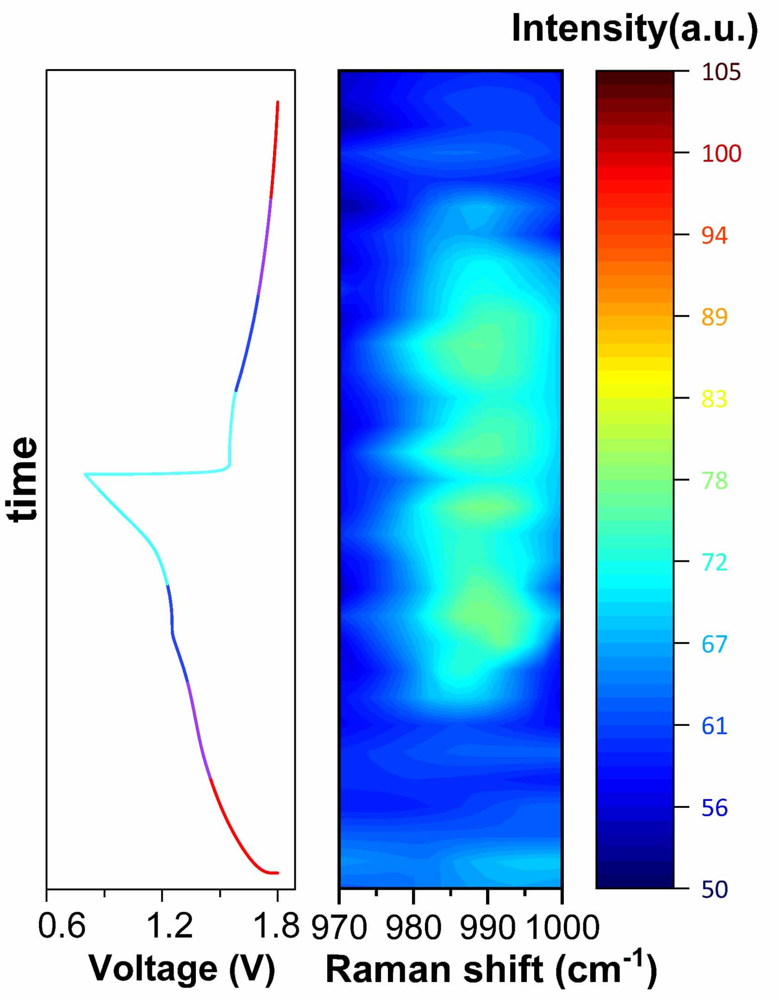 Intensity(a.u.)
105
100
94
89
83
78
72
67
61
56
50
time
0.6 1.2 1.8
970 980 990 1000
Voltage (V)
Raman shift (cm-1)